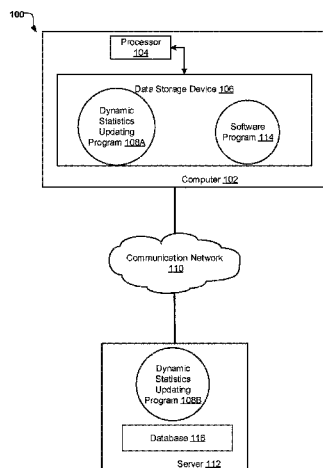 100
Processor
104
Data Storage Device 106
Dynamic
Statistics
Updating
Program 108A
Software
Program 114
Computer 102
Communication Network
110
Dynamic
Statistics
Updating
Program 108B
Database 116
Server 112